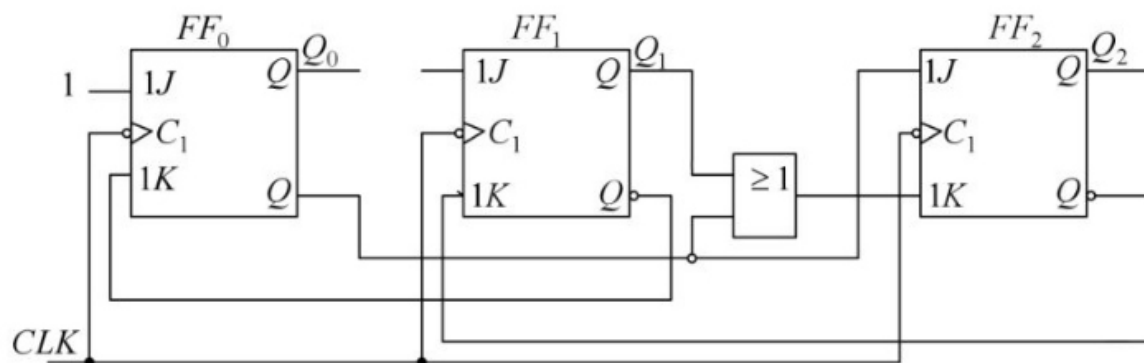 FF₀ FF₁ FF₂
Q₀ Q₁ Q₂
1 1J Q 1J Q 1J Q
C₁ C₁ ≥1 C₁
1K Q 1K Q 1K Q
CLK